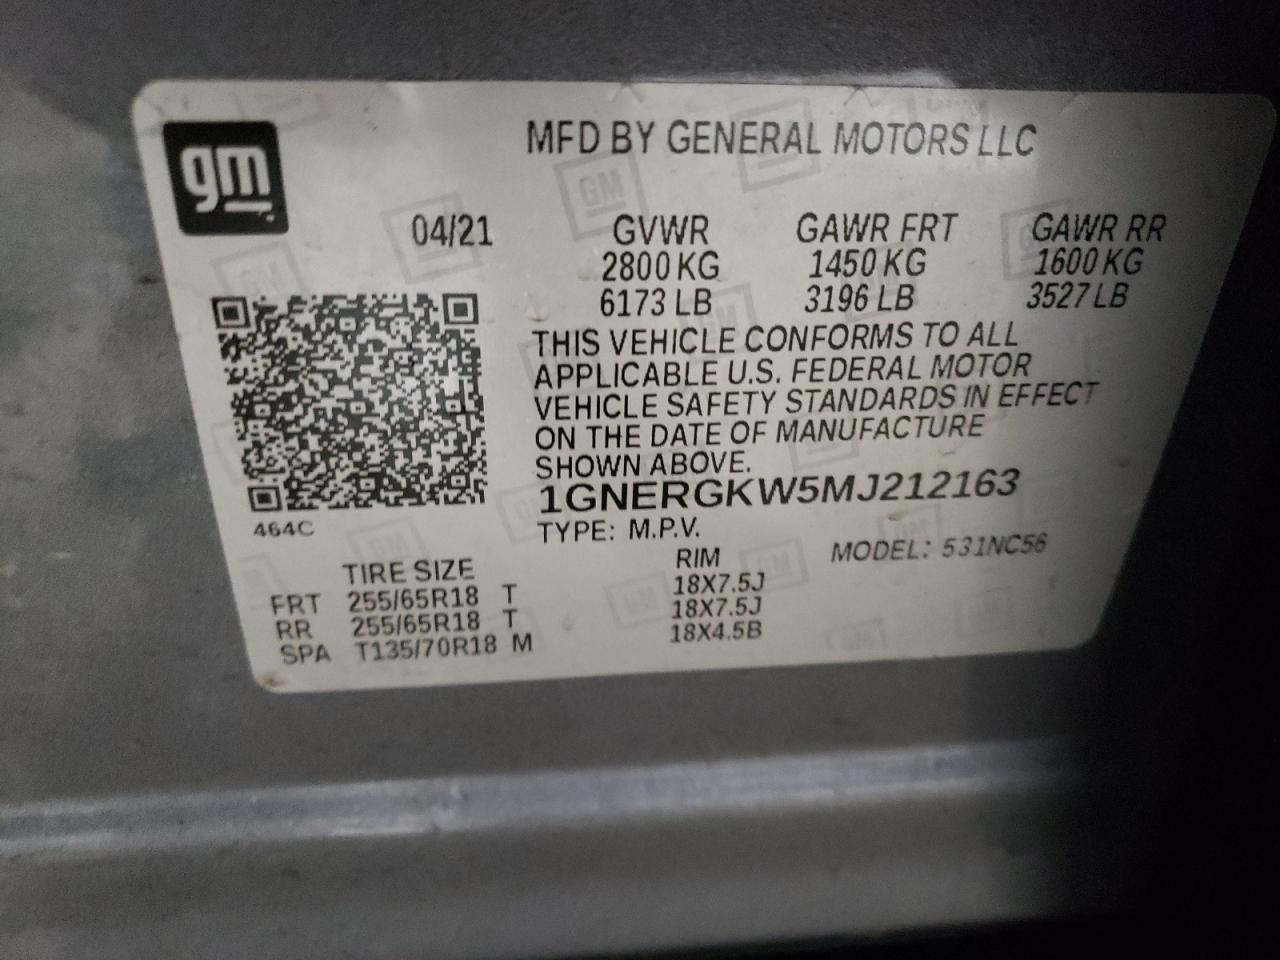 gm
MFD BY GENERAL MOTORS LLC
04/21 GVWR GAWR FRT GAWR RR
2800 KG 1450 KG 1600 KG
6173 LB 3196 LB 3527 LB
THIS VEHICLE CONFORMS TO ALL
APPLICABLE U.S. FEDERAL MOTOR
VEHICLE SAFETY STANDARDS IN EFFECT
ON THE DATE OF MANUFACTURE
SHOWN ABOVE.
1GNERGKW5MJ212163
464C
TYPE: M.P.V. MODEL: 531NC56
TIRE SIZE RIM
FRT 255/65R18 T 18X7.5J
RR 255/65R18 T 18X7.5J
SPA T135/70R18 M 18X4.5B